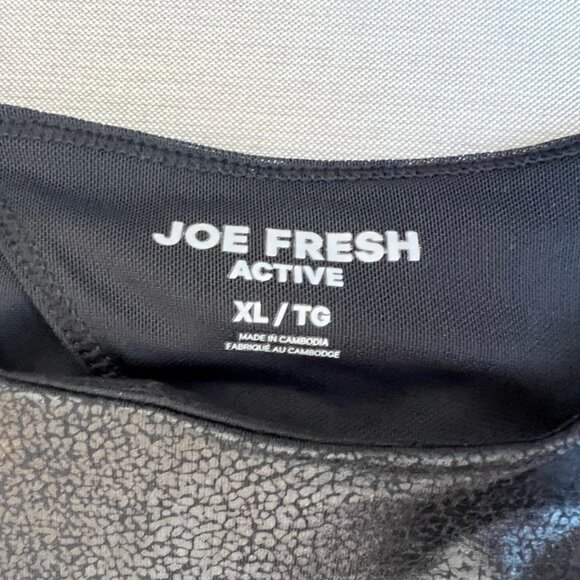 JOE FRESH
ACTIVE
XL / TG
MADE IN CAMBODIA
FABRIQUÉ AU CAMBODGE